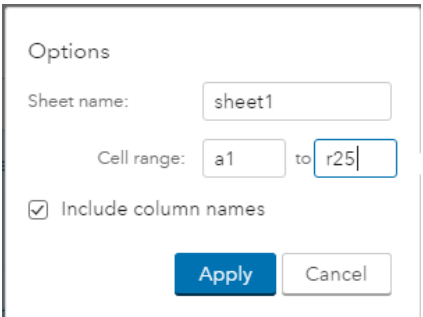 Options
Sheet name: sheet1
Cell range: a1 to r25
Include column names
Apply Cancel